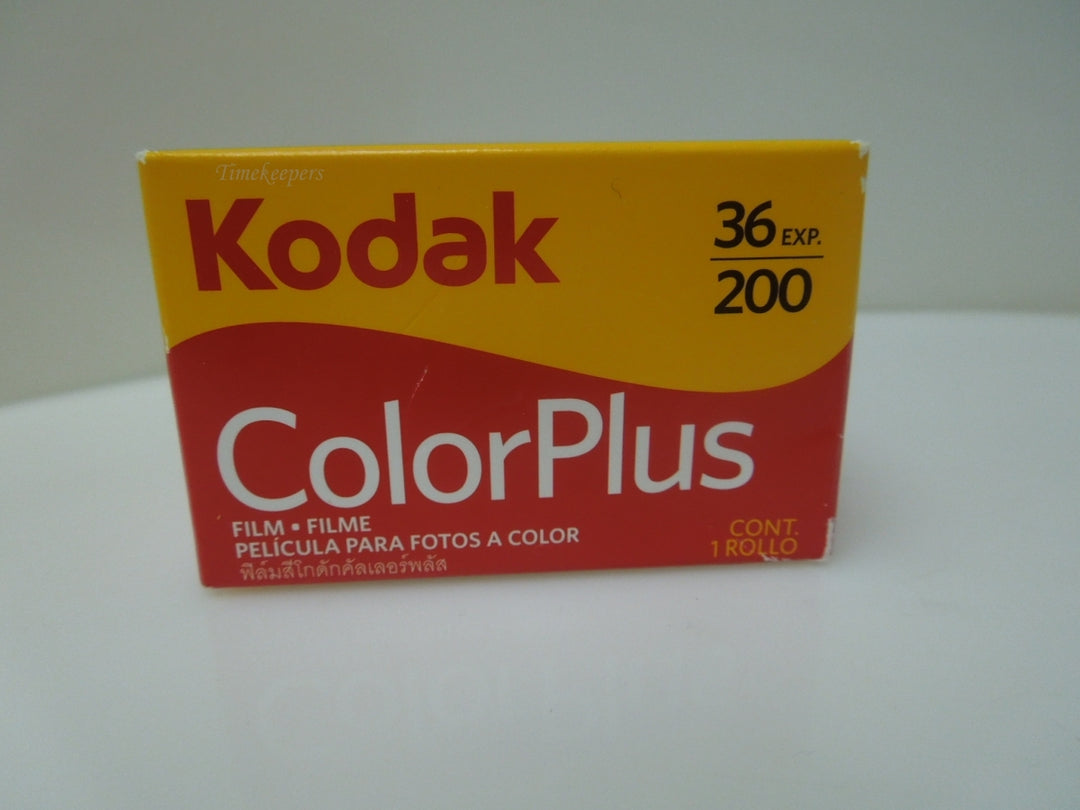 Timekeepers
Kodak
36 EXP.
200
ColorPlus
FILM • FILME
PELÍCULA PARA FOTOS A COLOR
ฟิล์มสีโกดักคัลเลอร์พลัส
CONT.
1 ROLLO